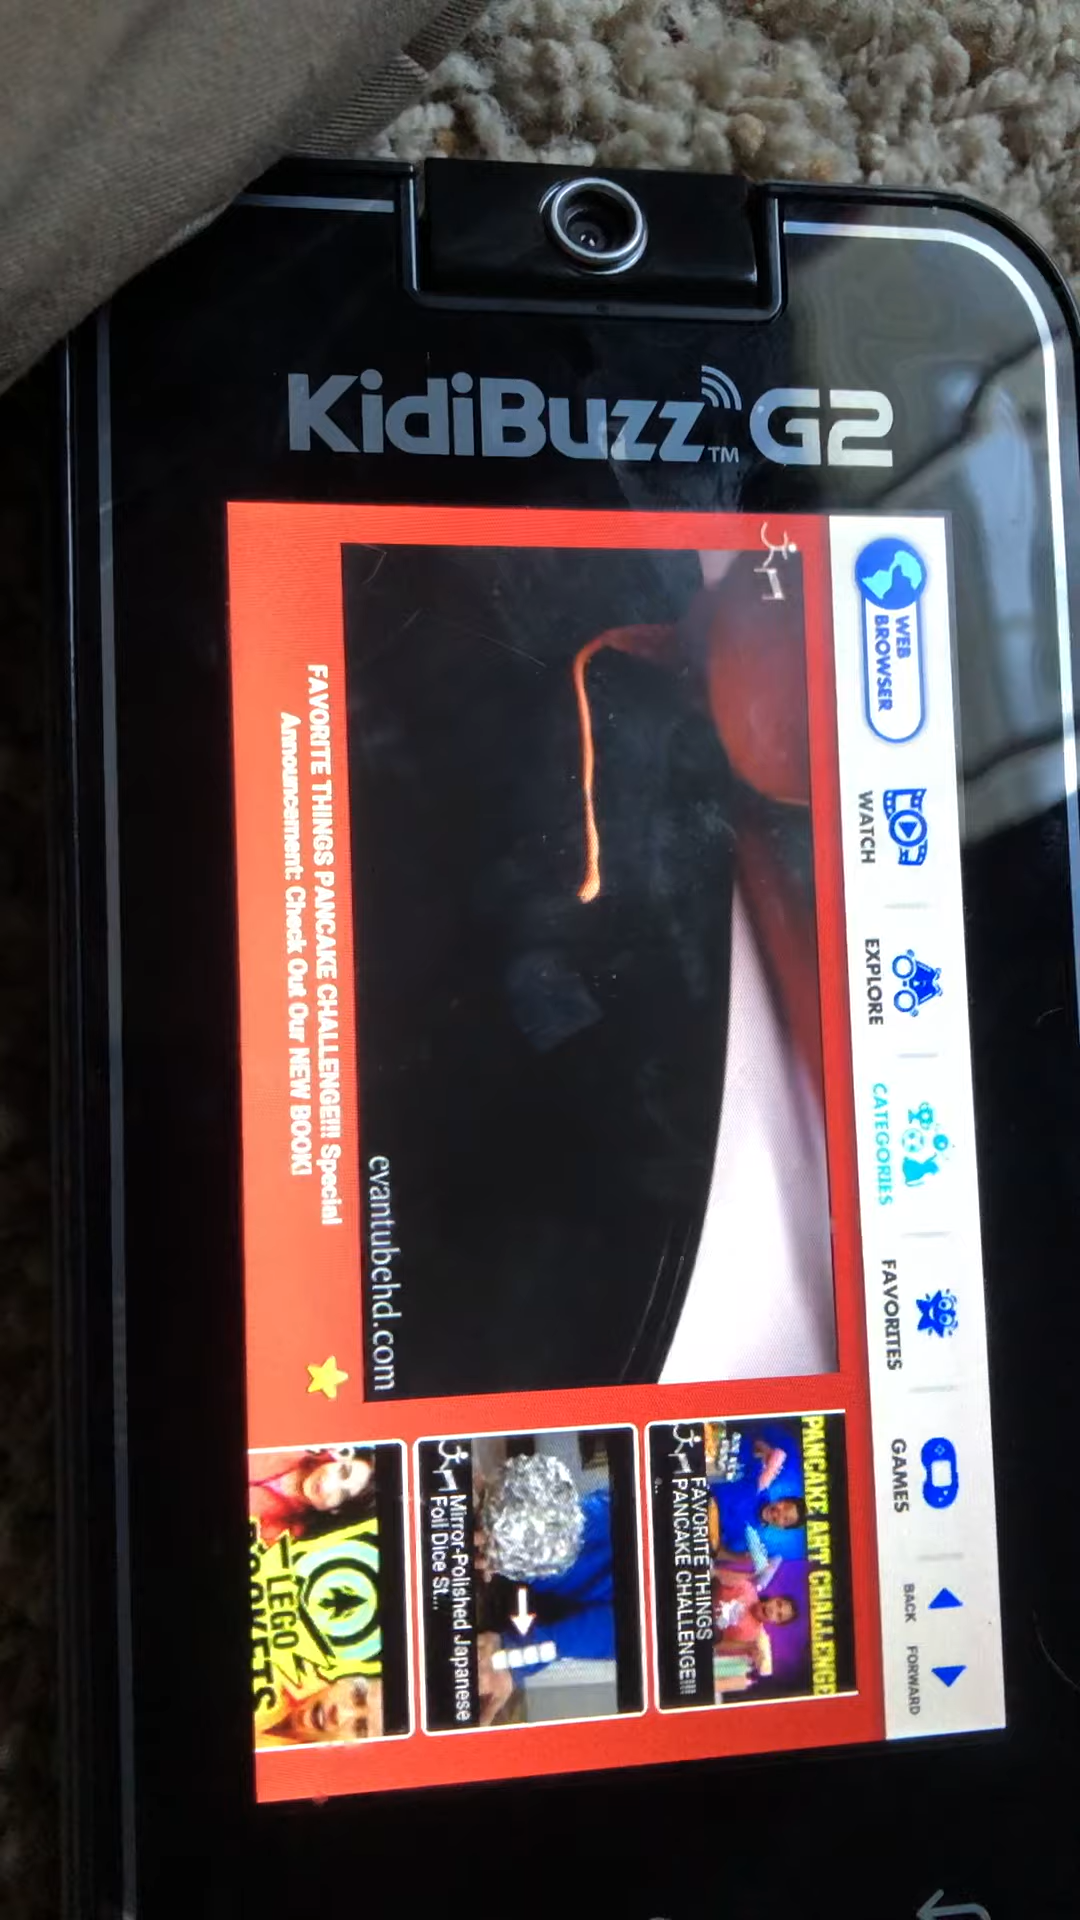 KidiBuzz™ G2
WEB
BROWSER
WATCH
EXPLORE
CATEGORIES
FAVORITES
GAMES
BACK
FORWARD
evantubehd.com
FAVORITE THINGS PANCAKE CHALLENGE!!! Special
Announcement: Check Out Our NEW BOOK!
PANCAKE ART CHALLENGE
FAVORITE THINGS
PANCAKE CHALLENGE!!!
...
Mirror-Polished Japanese
Foil Dice St...
LEGO